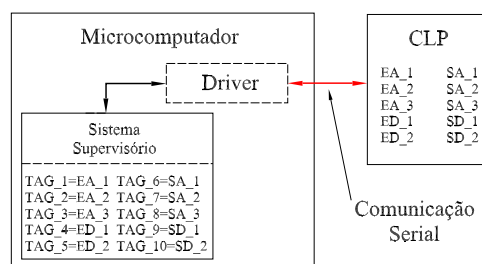 Microcomputador
Driver
Sistema
Supervisório
TAG_1=EA_1 TAG_6=SA_1
TAG_2=EA_2 TAG_7=SA_2
TAG_3=EA_3 TAG_8=SA_3
TAG_4=ED_1 TAG_9=SD_1
TAG_5=ED_2 TAG_10=SD_2
CLP
EA_1 SA_1
EA_2 SA_2
EA_3 SA_3
ED_1 SD_1
ED_2 SD_2
Comunicação
Serial